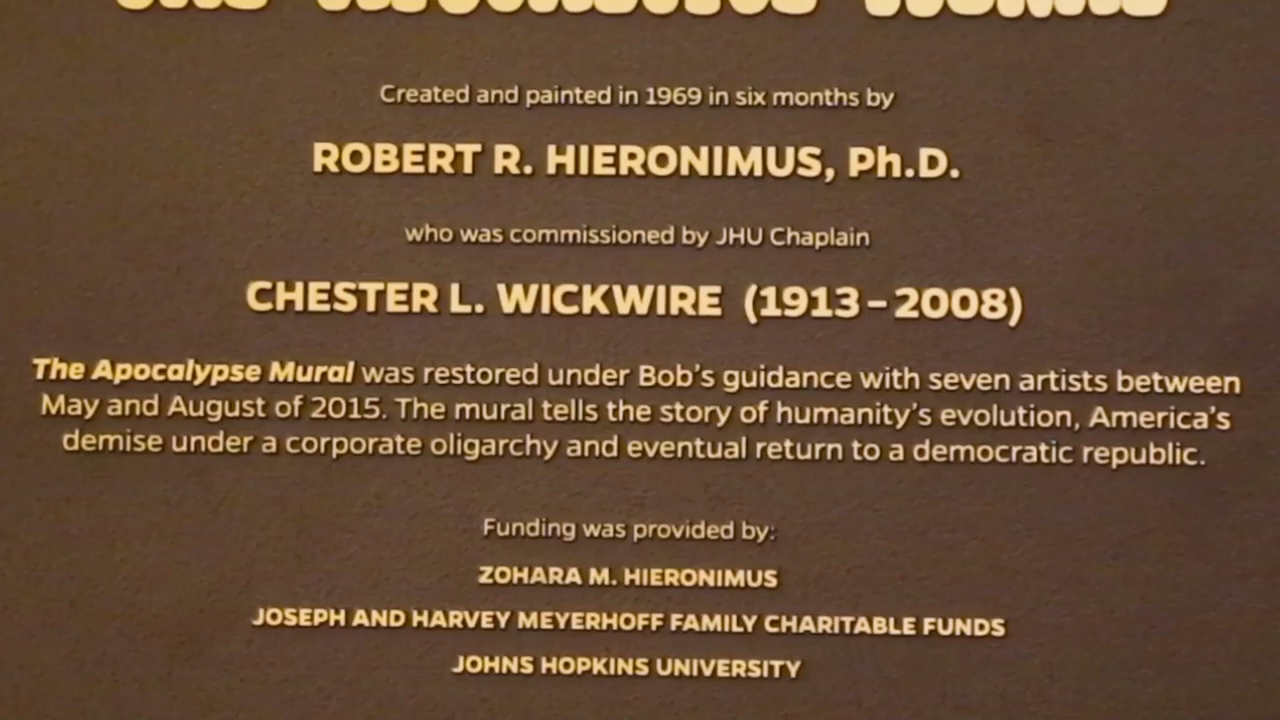 Created and painted in 1969 in six months by
ROBERT R. HIERONIMUS, Ph.D.
who was commissioned by JHU Chaplain
CHESTER L. WICKWIRE (1913 – 2008)
The Apocalypse Mural was restored under Bob's guidance with seven artists between
May and August of 2015. The mural tells the story of humanity's evolution, America's
demise under a corporate oligarchy and eventual return to a democratic republic.
Funding was provided by:
ZOHARA M. HIERONIMUS
JOSEPH AND HARVEY MEYERHOFF FAMILY CHARITABLE FUNDS
JOHNS HOPKINS UNIVERSITY